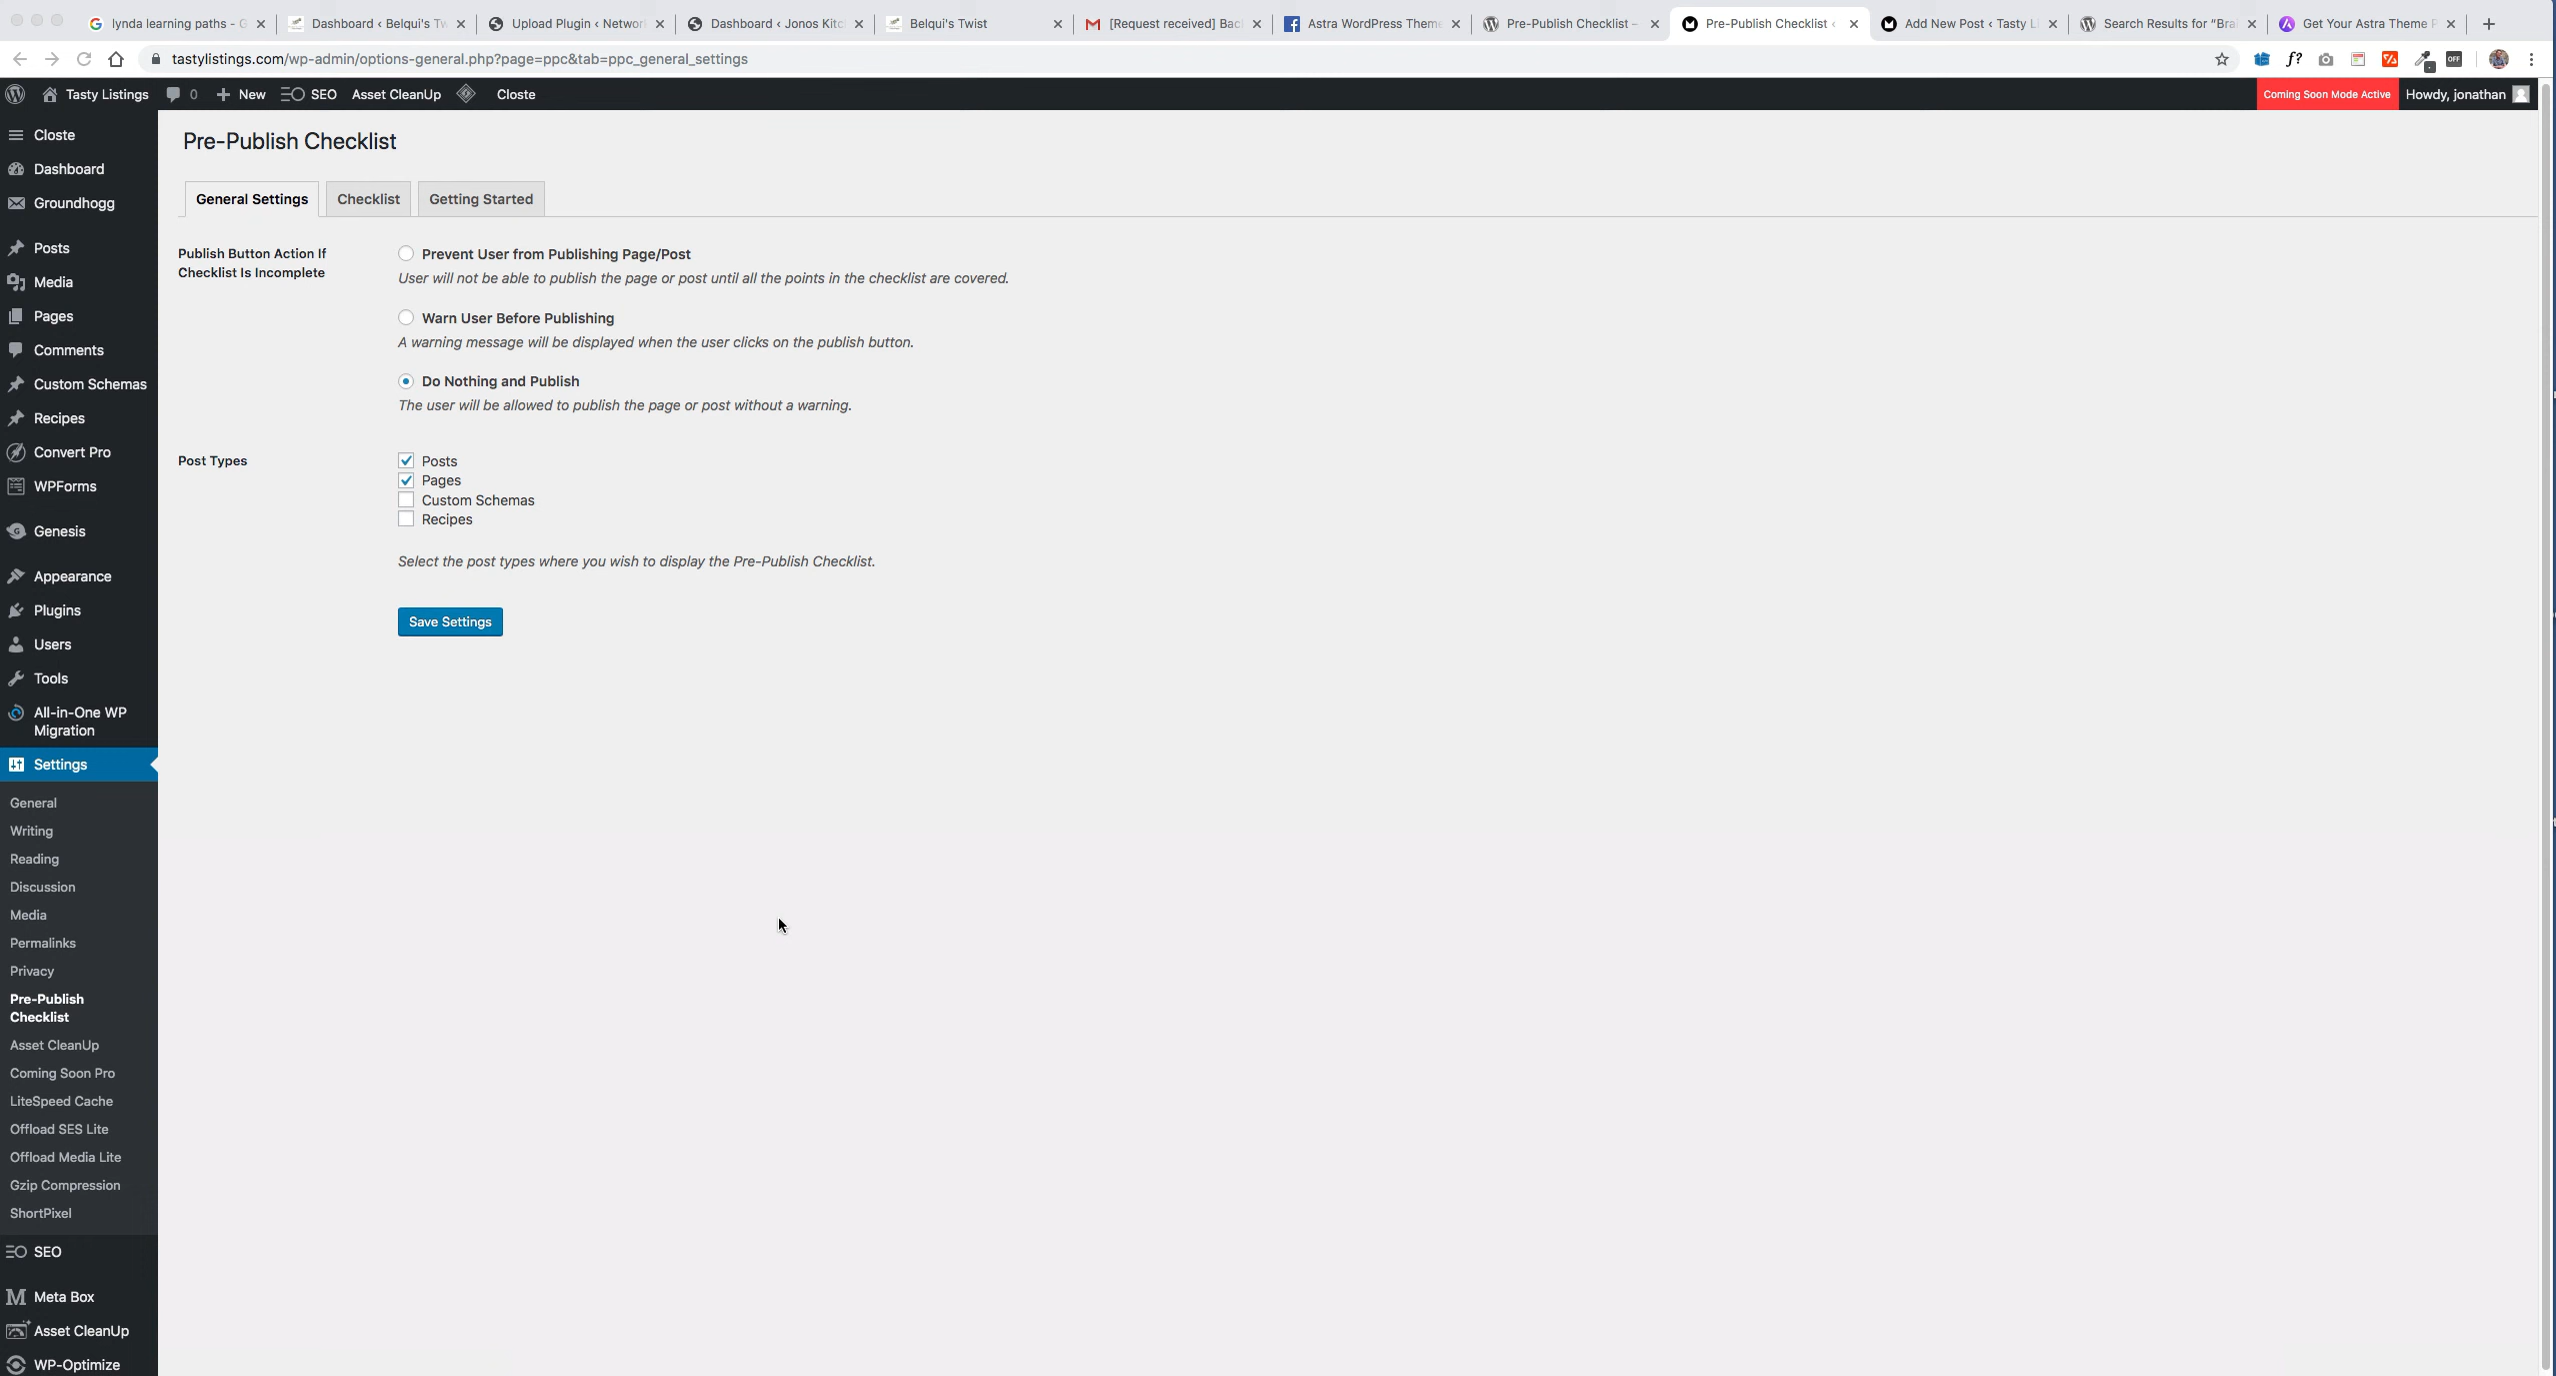 lynda learning paths - G
Dashboard ‹ Belqui's Tw
Upload Plugin ‹ Networ
Dashboard ‹ Jonos Kitc
Belqui's Twist
[Request received] Bac
Astra WordPress Theme
Pre-Publish Checklist –
Pre-Publish Checklist ‹
Add New Post ‹ Tasty Li
Search Results for “Bra
Get Your Astra Theme P
tastylistings.com/wp-admin/options-general.php?page=ppc&tab=ppc_general_settings
f?
OFF
Tasty Listings
0
New
SEO
Asset CleanUp
Closte
Coming Soon Mode Active
Howdy, jonathan
Closte
Dashboard
Groundhogg
Posts
Media
Pages
Comments
Custom Schemas
Recipes
Convert Pro
WPForms
Genesis
Appearance
Plugins
Users
Tools
All-in-One WP
Migration
Settings
General
Writing
Reading
Discussion
Media
Permalinks
Privacy
Pre-Publish
Checklist
Asset CleanUp
Coming Soon Pro
LiteSpeed Cache
Offload SES Lite
Offload Media Lite
Gzip Compression
ShortPixel
SEO
Meta Box
Asset CleanUp
WP-Optimize
Pre-Publish Checklist
General Settings
Checklist
Getting Started
Publish Button Action If
Checklist Is Incomplete
Prevent User from Publishing Page/Post
User will not be able to publish the page or post until all the points in the checklist are covered.
Warn User Before Publishing
A warning message will be displayed when the user clicks on the publish button.
Do Nothing and Publish
The user will be allowed to publish the page or post without a warning.
Post Types
Posts
Pages
Custom Schemas
Recipes
Select the post types where you wish to display the Pre-Publish Checklist.
Save Settings